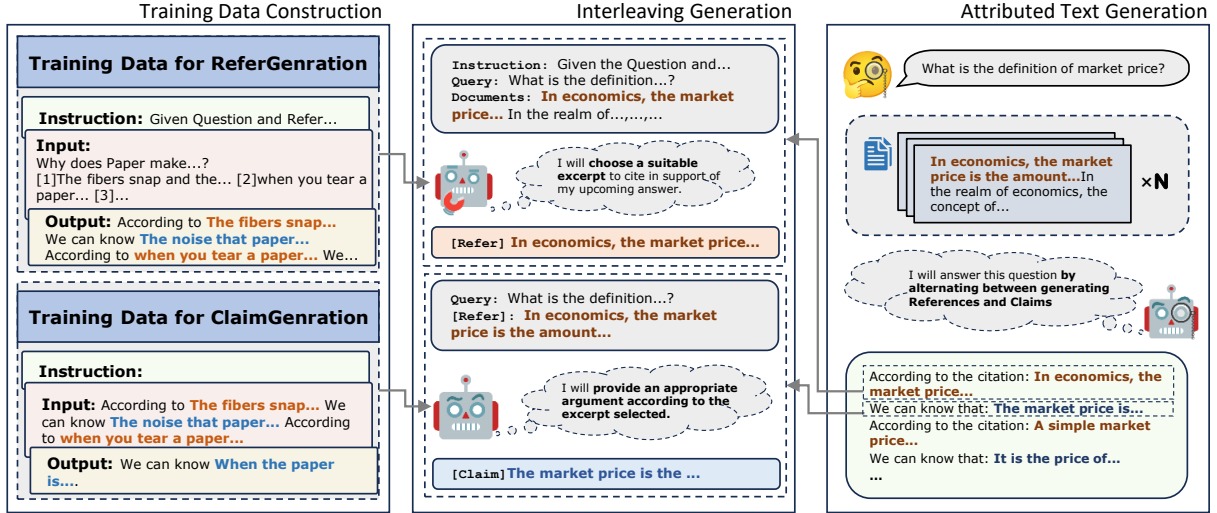 Training Data Construction
Training Data for ReferGenration
Instruction: Given Question and Refer...
Input:
Why does Paper make...?
[1]The fibers snap and the... [2]when you tear a
paper... [3]...
Output: According to The fibers snap...
We can know The noise that paper...
According to when you tear a paper... We...
Training Data for ClaimGenration
Instruction:
Input: According to The fibers snap... We
can know The noise that paper... According
to when you tear a paper...
Output: We can know When the paper
is....
Interleaving Generation
Instruction: Given the Question and...
Query: What is the definition...?
Documents: In economics, the market
price... In the realm of...,...,...
I will choose a suitable
excerpt to cite in support of
my upcoming answer.
[Refer] In economics, the market price...
Query: What is the definition...?
[Refer]: In economics, the market
price is the amount...
I will provide an appropriate
argument according to the
excerpt selected.
[Claim]The market price is the ...
Attributed Text Generation
What is the definition of market price?
In economics, the market
price is the amount...In
the realm of economics, the
concept of...
×N
I will answer this question by
alternating between generating
References and Claims
According to the citation: In economics, the
market price...
We can know that: The market price is...
According to the citation: A simple market
price...
We can know that: It is the price of...
...